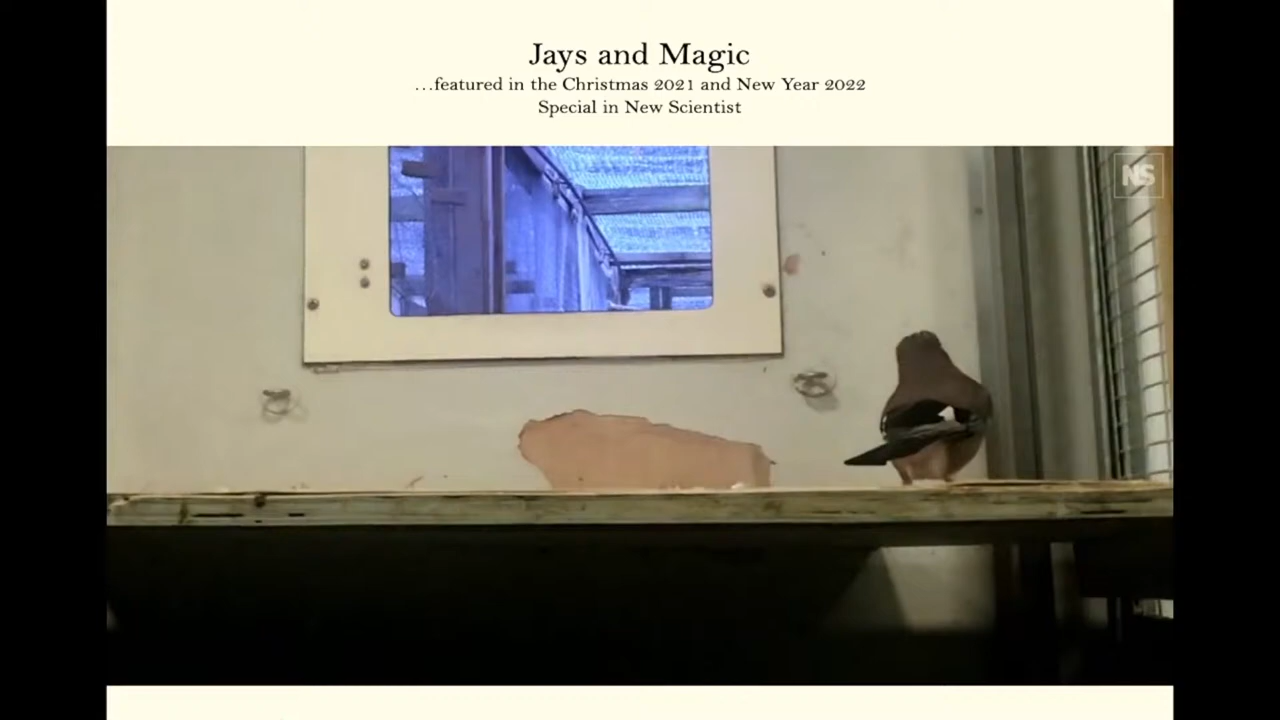 Jays and Magic
...featured in the Christmas 2021 and New Year 2022
Special in New Scientist
NS